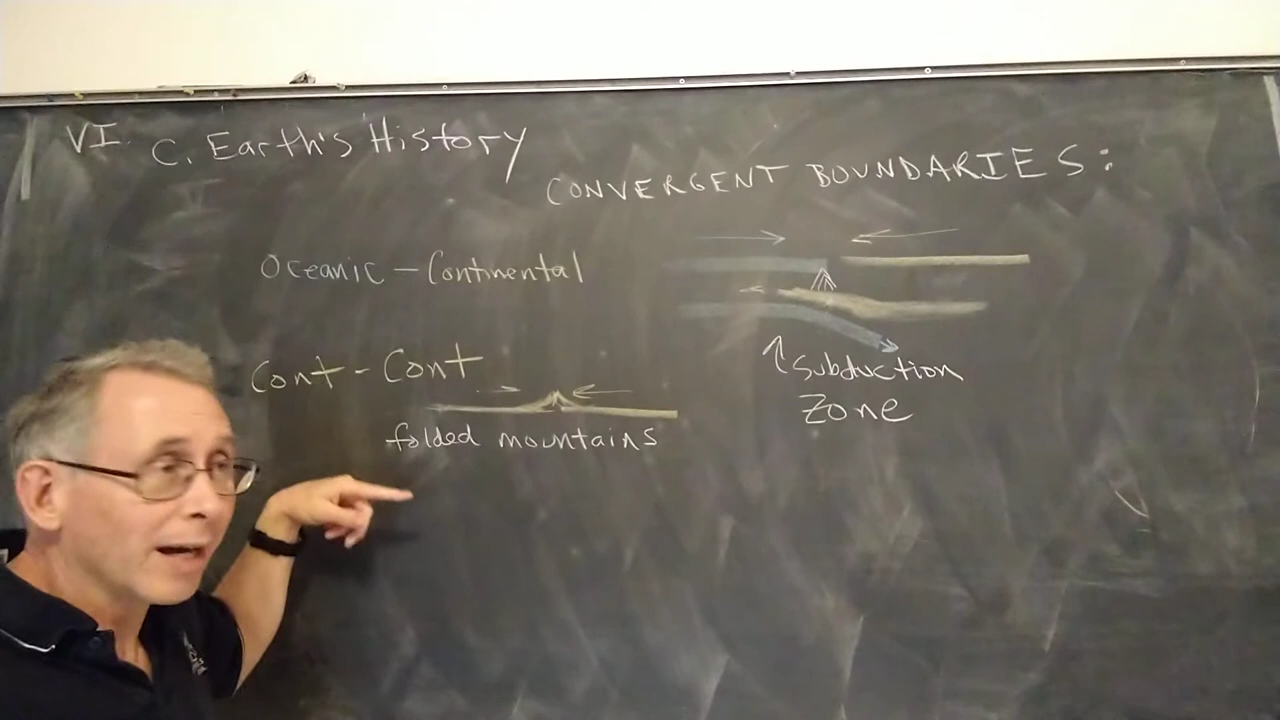 VI. C. Earth's History
CONVERGENT BOUNDARIES:
Oceanic - Continental
Subduction
Zone
Cont - Cont
folded mountains